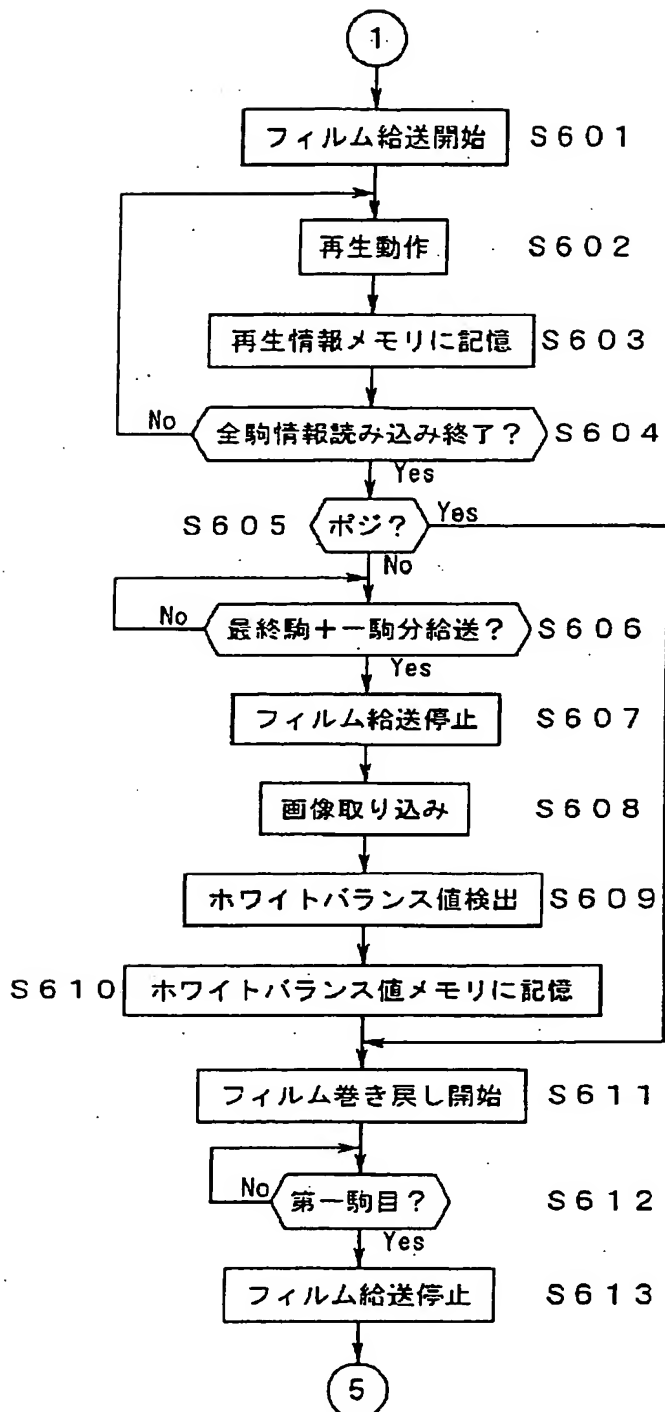 1
フィルム給送開始 S601
再生動作 S602
再生情報メモリに記憶 S603
No 全駒情報読み込み終了? S604
Yes
S605 ポジ? Yes
No
No 最終駒+一駒分給送? S606
Yes
フィルム給送停止 S607
画像取り込み S608
ホワイトバランス値検出 S609
S610 ホワイトバランス値メモリに記憶
フィルム巻き戻し開始 S611
No 第一駒目? S612
Yes
フィルム給送停止 S613
5